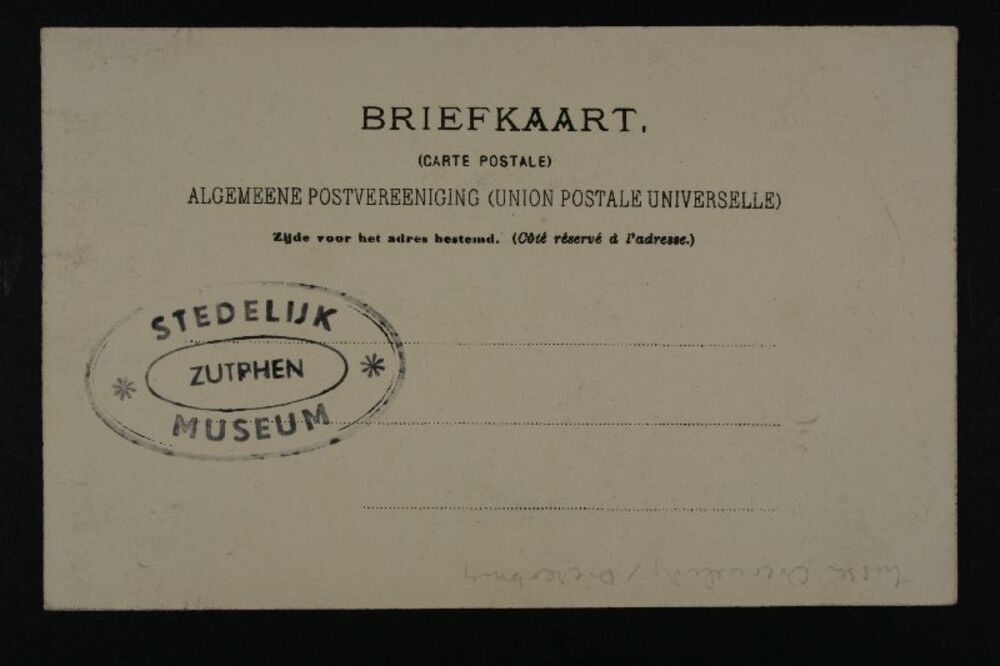 BRIEFKAART.
(CARTE POSTALE)
ALGEMEENE POSTVEREENIGING (UNION POSTALE UNIVERSELLE)
Zijde voor het adres bestemd. (Côté réservé à l'adresse.)
STEDELIJK
ZUTPHEN
MUSEUM